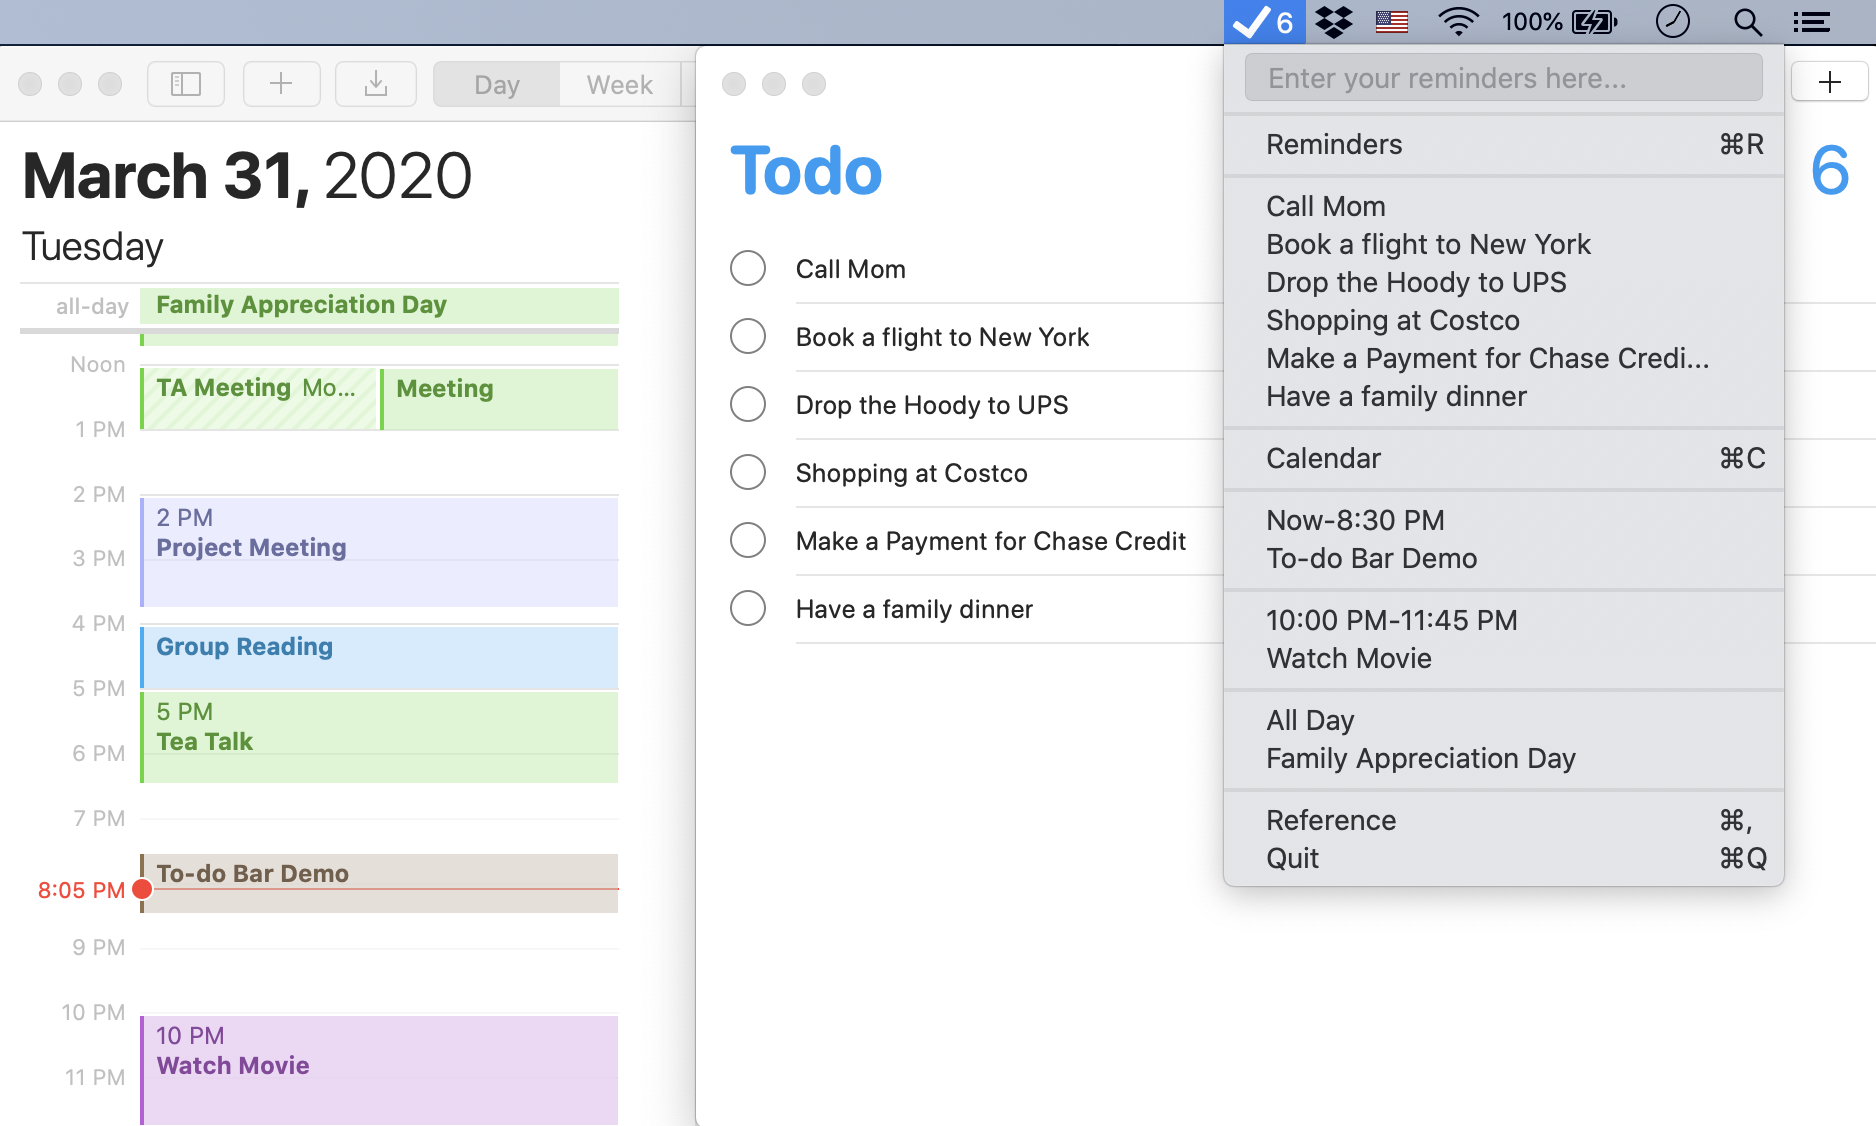 6
100%
Day
Week
March 31, 2020
Tuesday
all-day
Family Appreciation Day
Noon
TA Meeting Mo...
Meeting
1 PM
2 PM
2 PM
Project Meeting
3 PM
4 PM
Group Reading
5 PM
5 PM
Tea Talk
6 PM
7 PM
To-do Bar Demo
8:05 PM
9 PM
10 PM
10 PM
Watch Movie
11 PM
Todo
6
Call Mom
Book a flight to New York
Drop the Hoody to UPS
Shopping at Costco
Make a Payment for Chase Credit
Have a family dinner
Enter your reminders here...
Reminders ⌘R
Call Mom
Book a flight to New York
Drop the Hoody to UPS
Shopping at Costco
Make a Payment for Chase Credi...
Have a family dinner
Calendar ⌘C
Now-8:30 PM
To-do Bar Demo
10:00 PM-11:45 PM
Watch Movie
All Day
Family Appreciation Day
Reference ⌘,
Quit ⌘Q